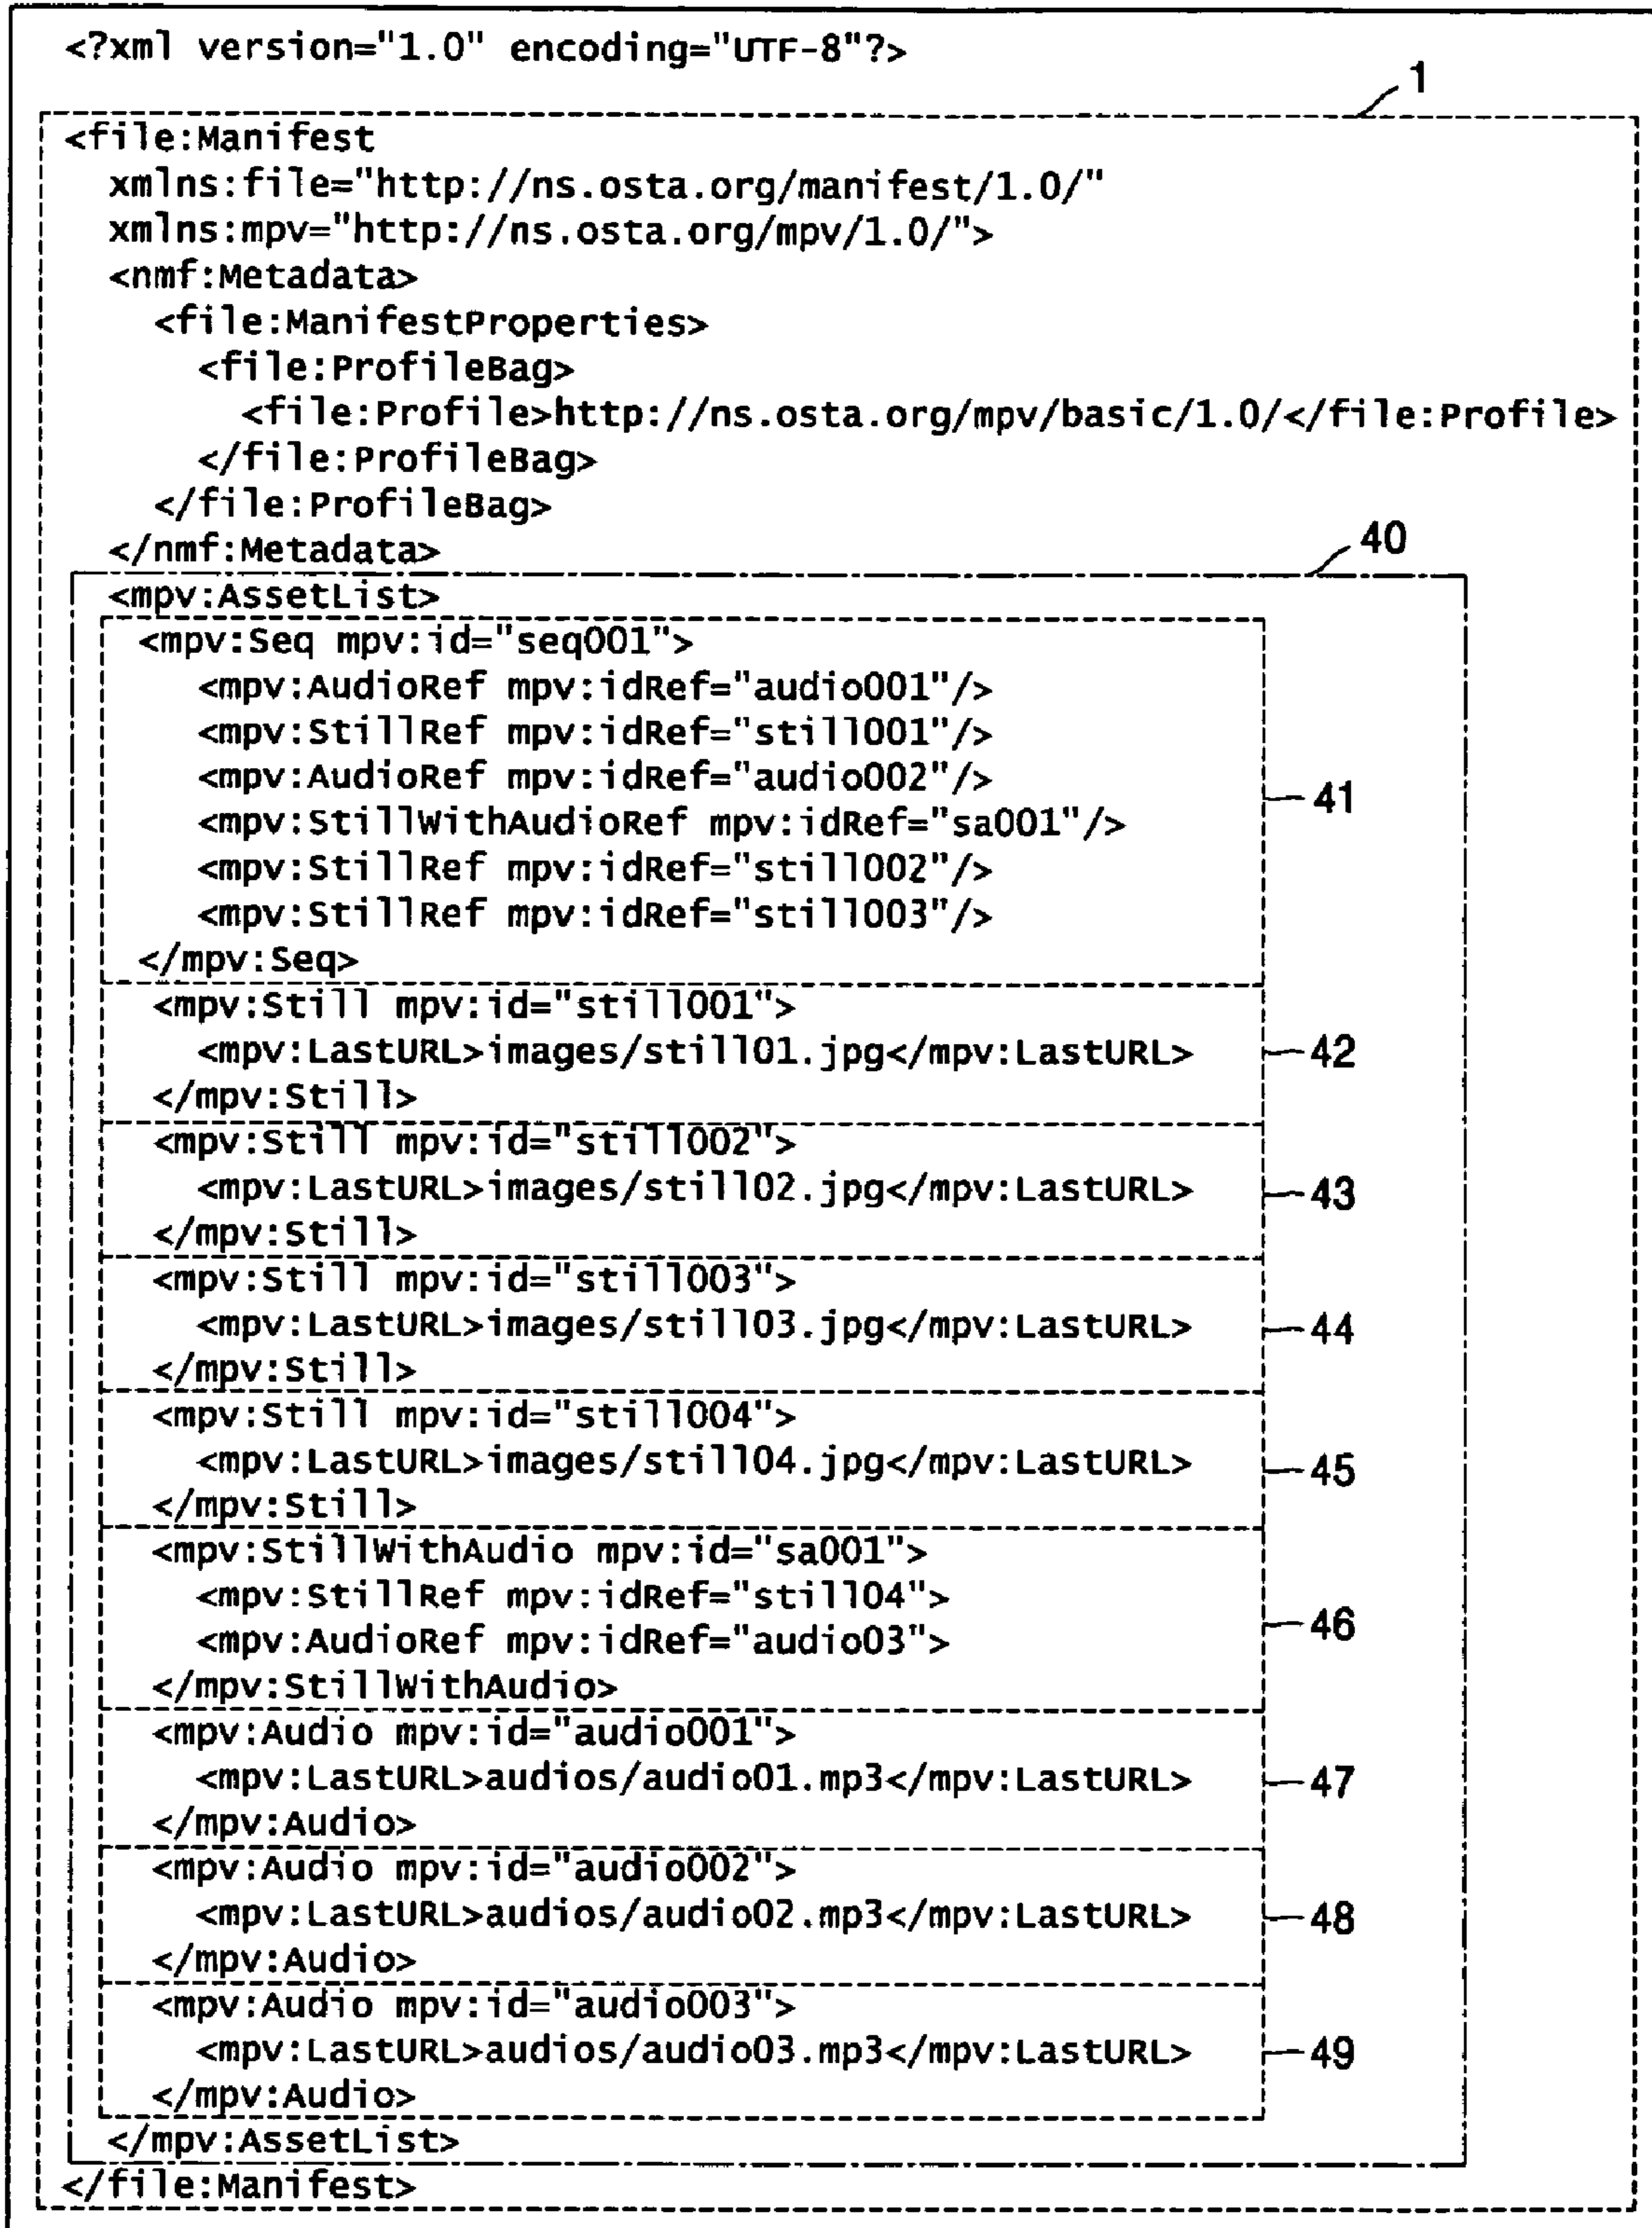 <?xml version="1.0" encoding="UTF-8"?>
1
<file:Manifest
xmlns:file="http://ns.osta.org/manifest/1.0/"
xmlns:mpv="http://ns.osta.org/mpv/1.0/">
<nmf:Metadata>
<file:ManifestProperties>
<file:ProfileBag>
<file:Profile>http://ns.osta.org/mpv/basic/1.0/</file:Profile>
</file:ProfileBag>
</file:ProfileBag>
</nmf:Metadata>
40
<mpv:AssetList>
<mpv:Seq mpv:id="seq001">
<mpv:AudioRef mpv:idRef="audio001"/>
<mpv:StillRef mpv:idRef="still001"/>
<mpv:AudioRef mpv:idRef="audio002"/>
41
<mpv:StillWithAudioRef mpv:idRef="sa001"/>
<mpv:StillRef mpv:idRef="still002"/>
<mpv:StillRef mpv:idRef="still003"/>
</mpv:Seq>
<mpv:Still mpv:id="still001">
<mpv:LastURL>images/still01.jpg</mpv:LastURL>
42
</mpv:Still>
<mpv:Still mpv:id="still002">
<mpv:LastURL>images/still02.jpg</mpv:LastURL>
43
</mpv:Still>
<mpv:Still mpv:id="still003">
<mpv:LastURL>images/still03.jpg</mpv:LastURL>
44
</mpv:Still>
<mpv:Still mpv:id="still004">
<mpv:LastURL>images/still04.jpg</mpv:LastURL>
45
</mpv:Still>
<mpv:StillWithAudio mpv:id="sa001">
<mpv:StillRef mpv:idRef="still04">
46
<mpv:AudioRef mpv:idRef="audio03">
</mpv:StillWithAudio>
<mpv:Audio mpv:id="audio001">
<mpv:LastURL>audios/audio01.mp3</mpv:LastURL>
47
</mpv:Audio>
<mpv:Audio mpv:id="audio002">
<mpv:LastURL>audios/audio02.mp3</mpv:LastURL>
48
</mpv:Audio>
<mpv:Audio mpv:id="audio003">
<mpv:LastURL>audios/audio03.mp3</mpv:LastURL>
49
</mpv:Audio>
</mpv:AssetList>
</file:Manifest>